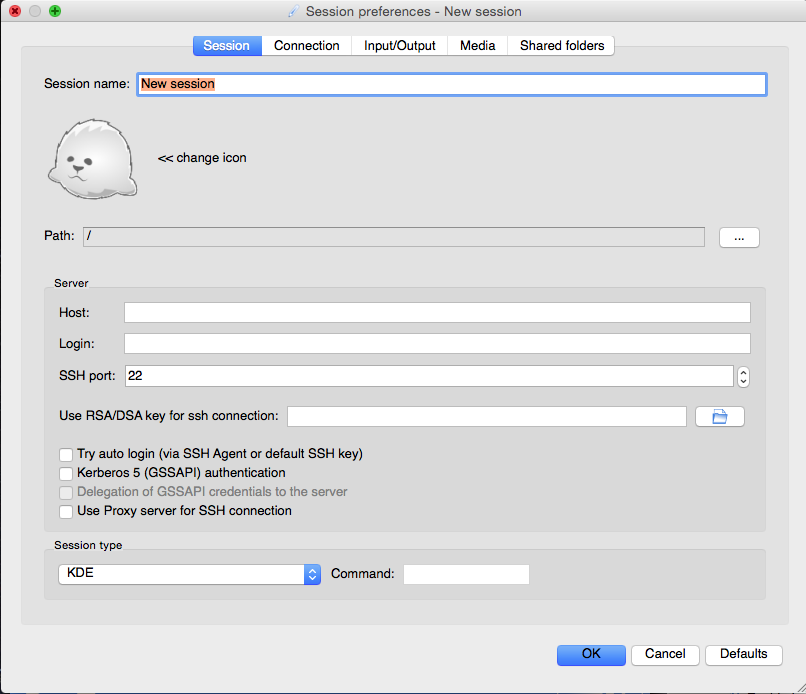 Session preferences - New session
Session Connection Input/Output Media Shared folders
Session name: New session
<< change icon
Path: / ...
Server
Host:
Login:
SSH port: 22
Use RSA/DSA key for ssh connection:
Try auto login (via SSH Agent or default SSH key)
Kerberos 5 (GSSAPI) authentication
Delegation of GSSAPI credentials to the server
Use Proxy server for SSH connection
Session type
KDE Command:
OK Cancel Defaults